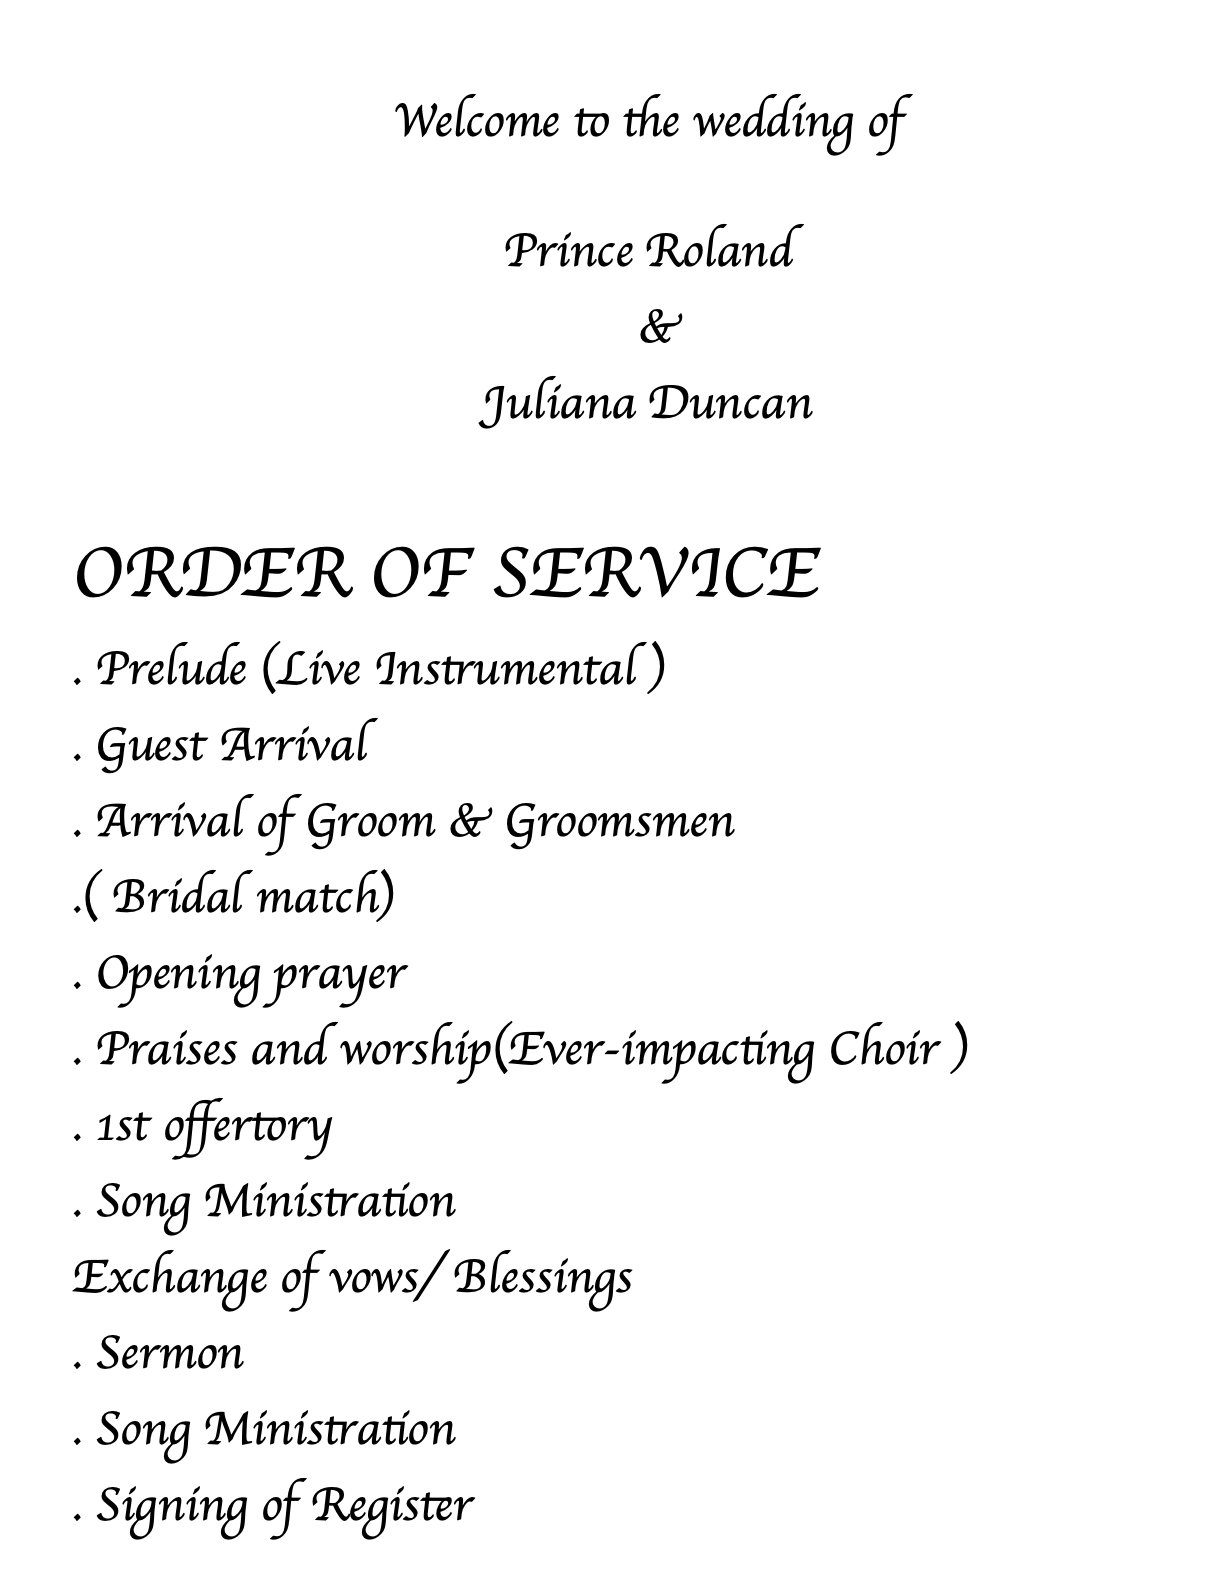 Welcome to the wedding of
Prince Roland
&
Juliana Duncan
ORDER OF SERVICE
. Prelude (Live Instrumental )
. Guest Arrival
. Arrival of Groom & Groomsmen
.( Bridal match)
. Opening prayer
. Praises and worship(Ever-impacting Choir )
. 1st offertory
. Song Ministration
Exchange of vows/ Blessings
. Sermon
. Song Ministration
. Signing of Register